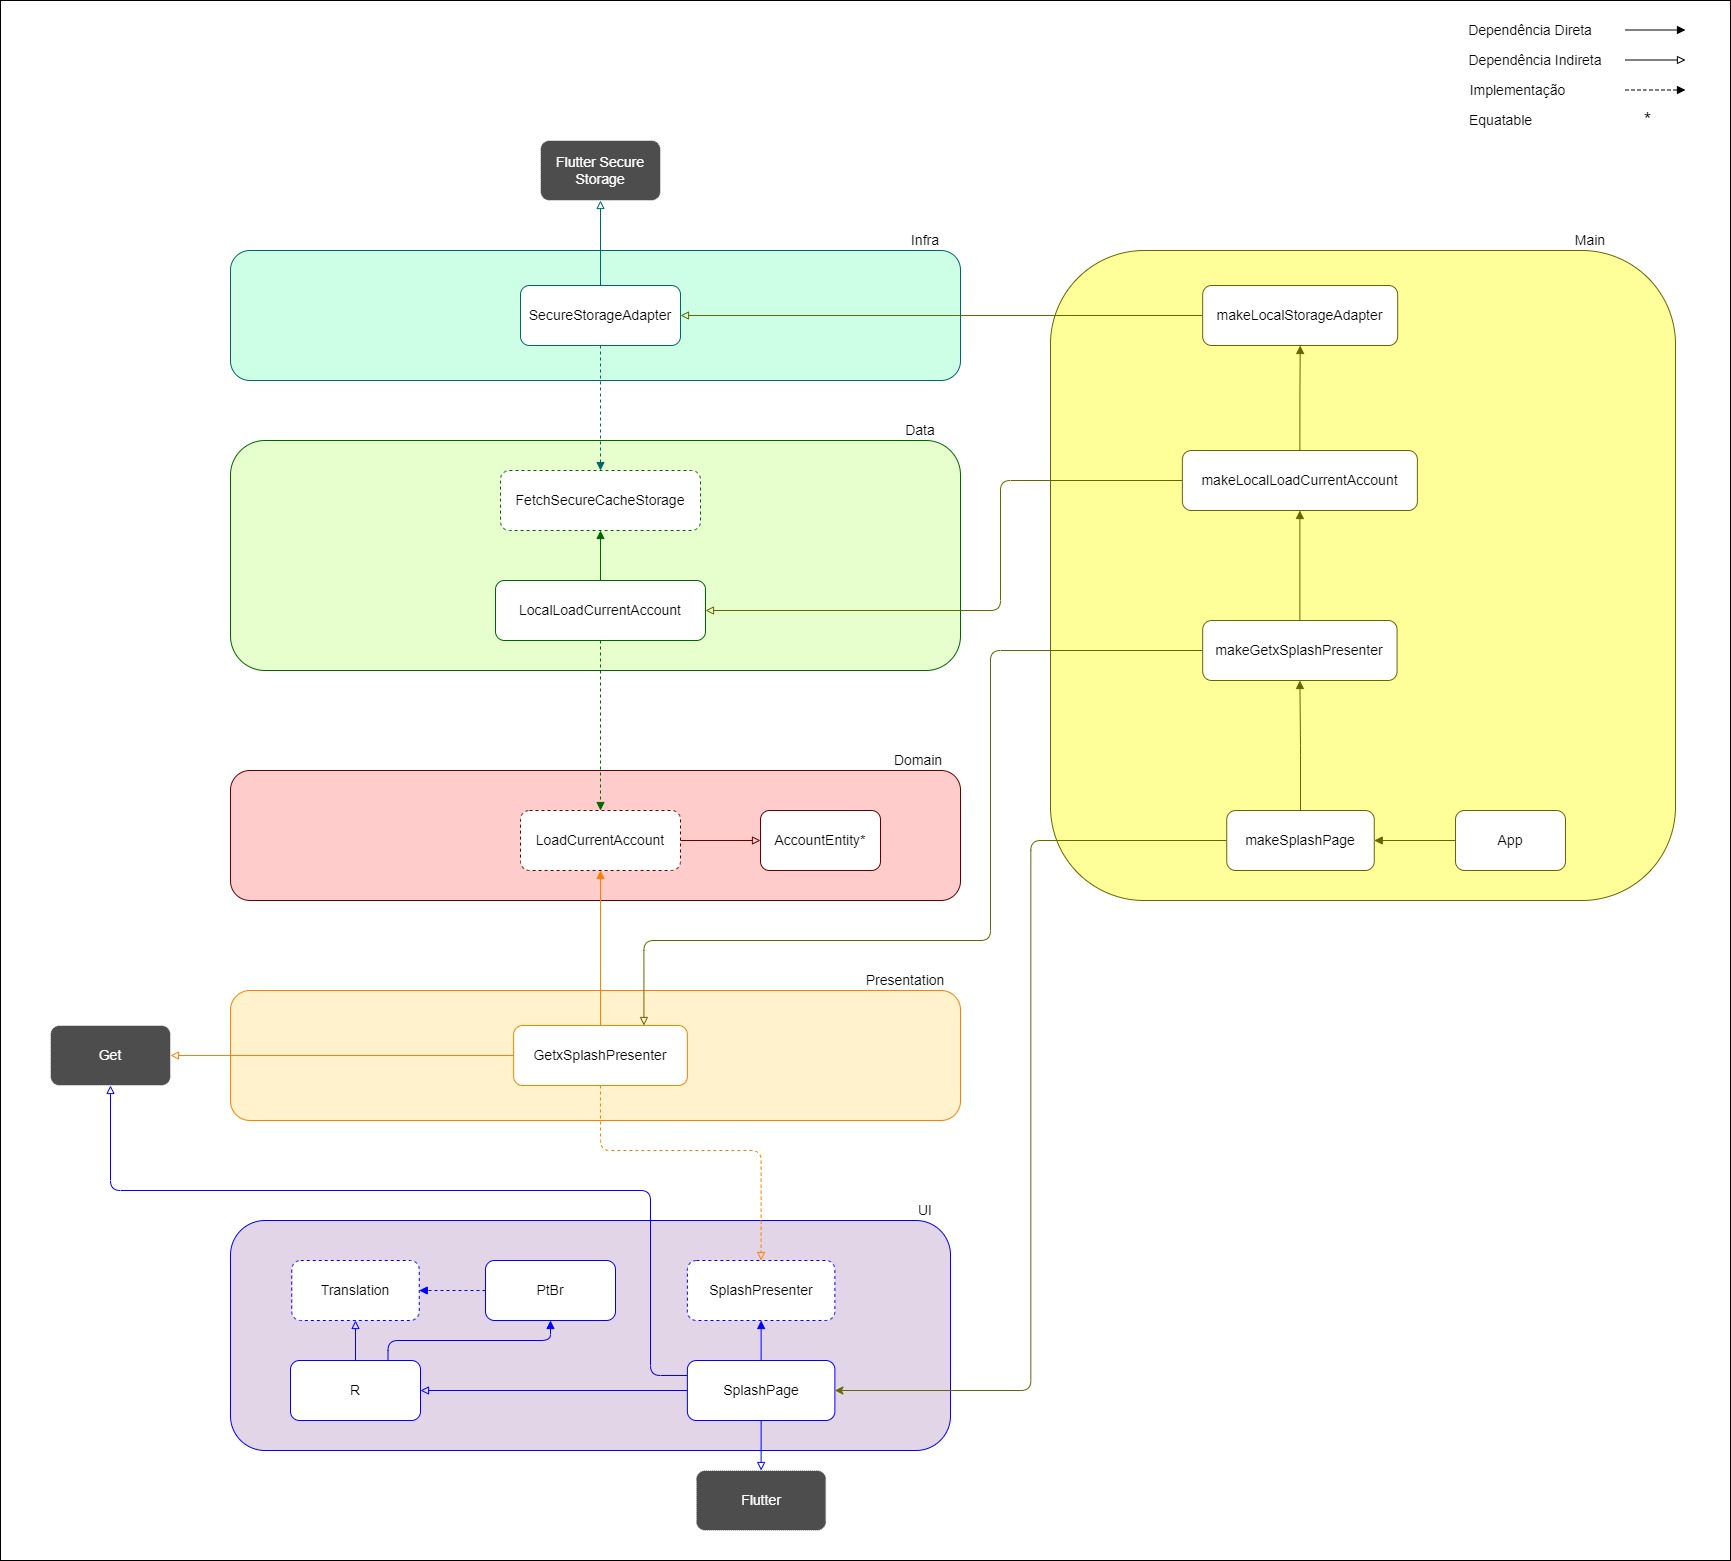 Dependência Direta
Dependência Indireta
Implementação
Equatable *
Flutter Secure
Storage
Infra
Main
SecureStorageAdapter
makeLocalStorageAdapter
Data
FetchSecureCacheStorage
makeLocalLoadCurrentAccount
LocalLoadCurrentAccount
makeGetxSplashPresenter
Domain
LoadCurrentAccount
AccountEntity*
makeSplashPage
App
Presentation
Get
GetxSplashPresenter
UI
Translation
PtBr
SplashPresenter
R
SplashPage
Flutter